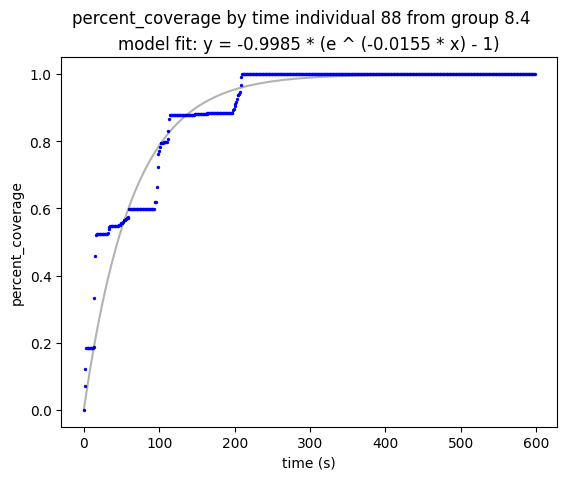 percent_coverage by time individual 88 from group 8.4
model fit: y = -0.9985 * (e ^ (-0.0155 * x) - 1)
1.0
0.8
0.6
0.4
0.2
0.0
percent_coverage
0 100 200 300 400 500 600
time (s)